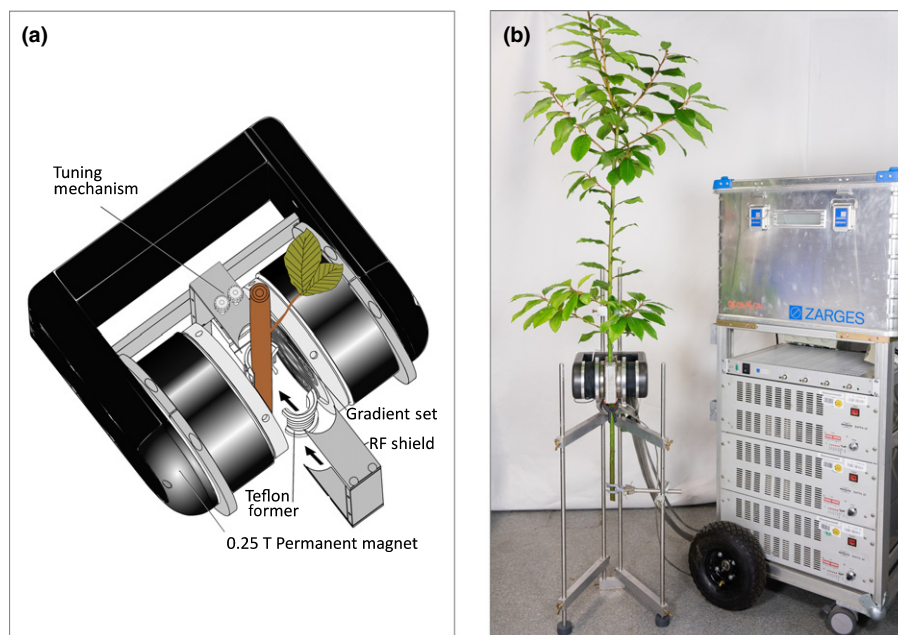 (a)
Tuning
mechanism
Gradient set
RF shield
Teflon
former
0.25 T Permanent magnet
(b)
ZARGES